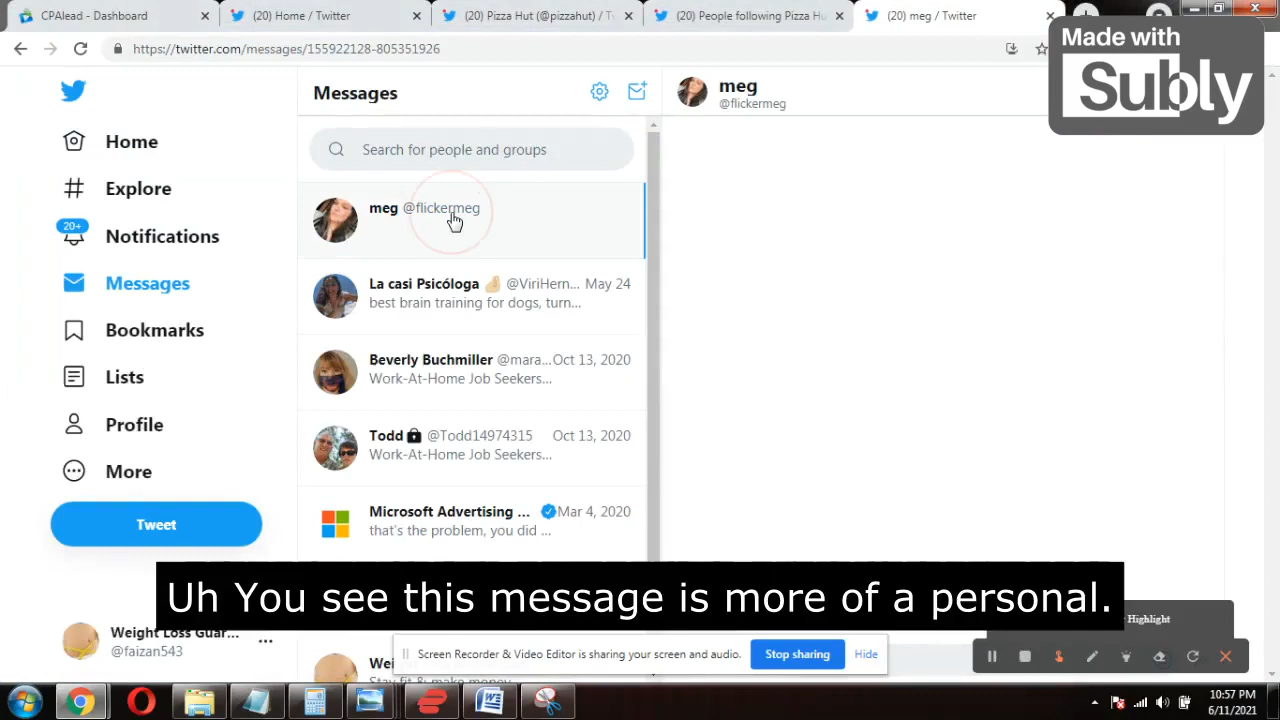 CPAlead - Dashboard
(20) Home / Twitter
(20) Pizza Hut (@pizzahut) / T
(20) People following Pizza Hu
(20) meg / Twitter
https://twitter.com/messages/155922128-805351926
Made with
Subly
Home
Explore
20+
Notifications
Messages
Bookmarks
Lists
Profile
More
Tweet
Weight Loss Guar...
@faizan543
Messages
Search for people and groups
meg @flickermeg
La casi Psicóloga @ViriHern... May 24
best brain training for dogs, turn...
Beverly Buchmiller @mara... Oct 13, 2020
Work-At-Home Job Seekers...
Todd @Todd14974315 Oct 13, 2020
Work-At-Home Job Seekers...
Microsoft Advertising ... Mar 4, 2020
that's the problem, you did ...
meg
@flickermeg
Uh You see this message is more of a personal.
Highlight
Screen Recorder & Video Editor is sharing your screen and audio.
Stop sharing
Hide
10:57 PM
6/11/2021